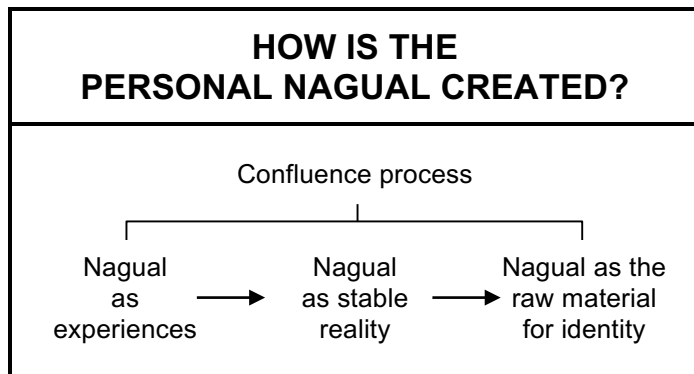 HOW IS THE
PERSONAL NAGUAL CREATED?
Confluence process
Nagual
as
experiences
Nagual
as stable
reality
Nagual as the
raw material
for identity